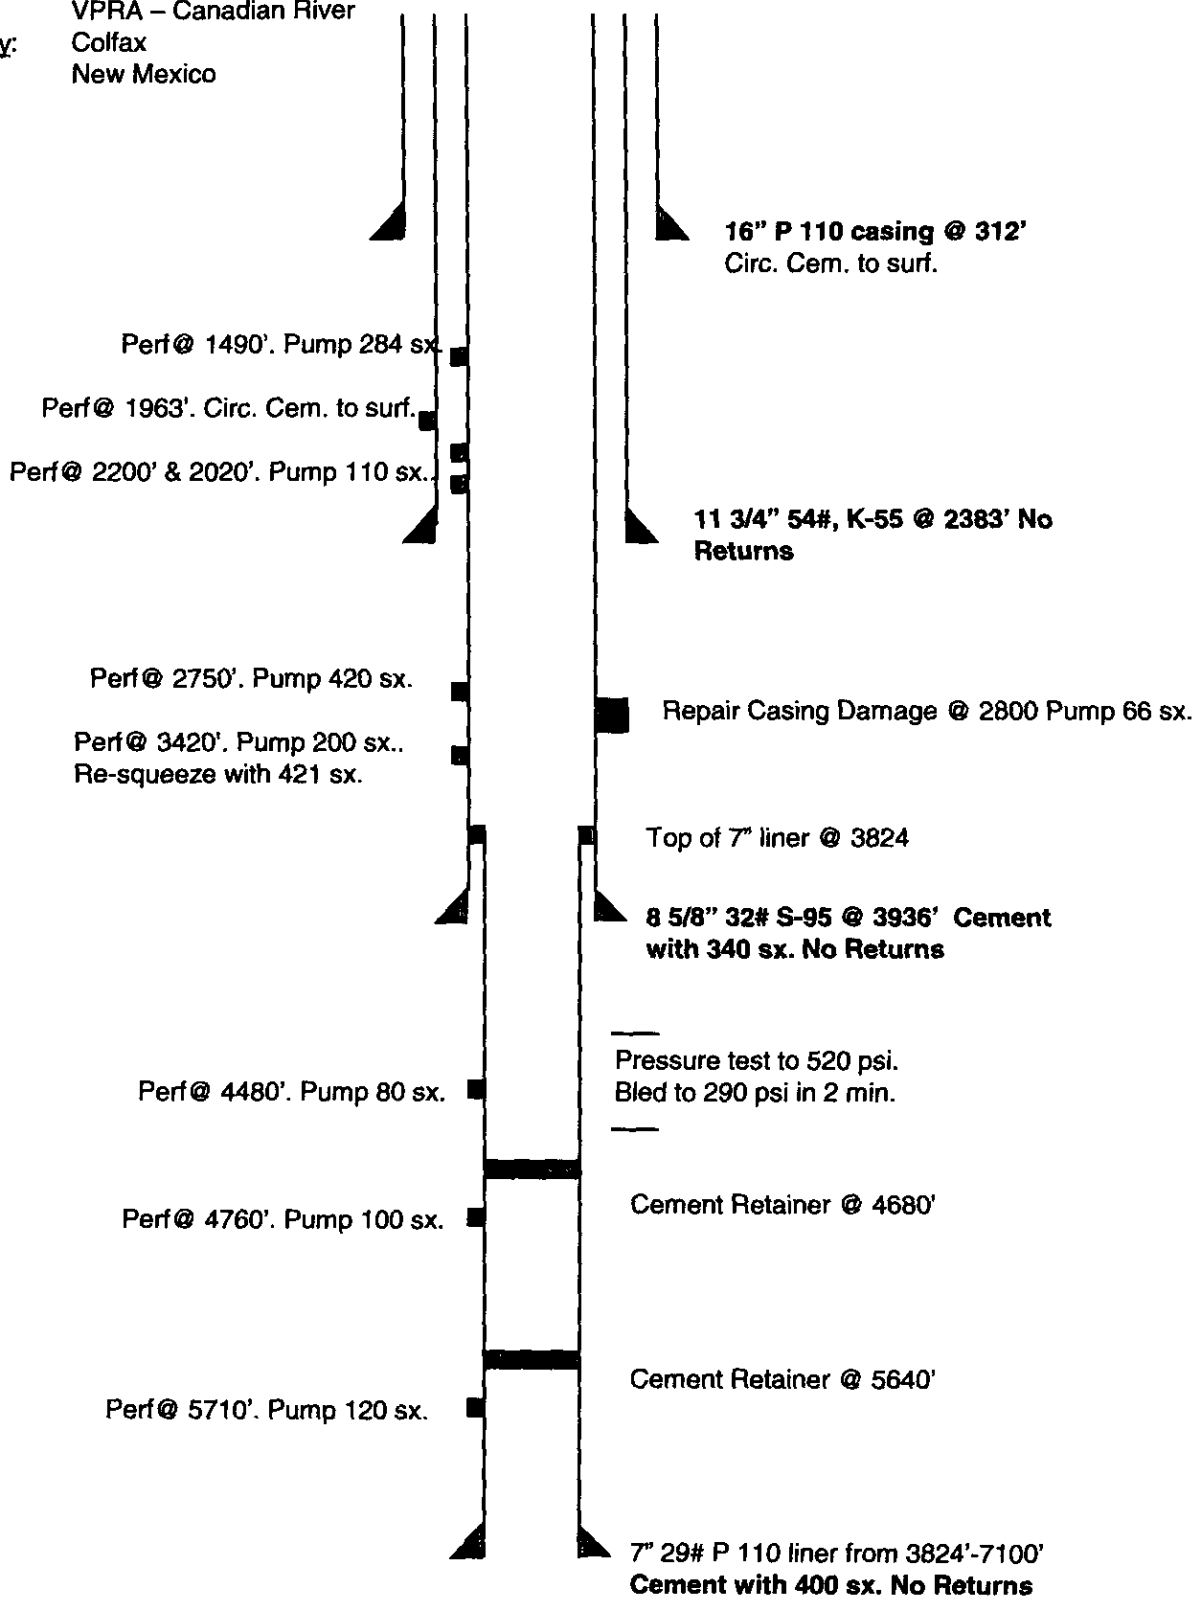 VPRA – Canadian River
y: Colfax
New Mexico
16” P 110 casing @ 312’
Circ. Cem. to surf.
Perf@ 1490’. Pump 284 sx.
Perf@ 1963’. Circ. Cem. to surf.
Perf@ 2200’ & 2020’. Pump 110 sx..
11 3/4” 54#, K-55 @ 2383’ No
Returns
Perf@ 2750’. Pump 420 sx.
Repair Casing Damage @ 2800 Pump 66 sx.
Perf@ 3420’. Pump 200 sx..
Re-squeeze with 421 sx.
Top of 7” liner @ 3824
8 5/8” 32# S-95 @ 3936’ Cement
with 340 sx. No Returns
Pressure test to 520 psi.
Bled to 290 psi in 2 min.
Perf@ 4480’. Pump 80 sx.
Cement Retainer @ 4680’
Perf@ 4760’. Pump 100 sx.
Cement Retainer @ 5640’
Perf@ 5710’. Pump 120 sx.
7” 29# P 110 liner from 3824’-7100’
Cement with 400 sx. No Returns